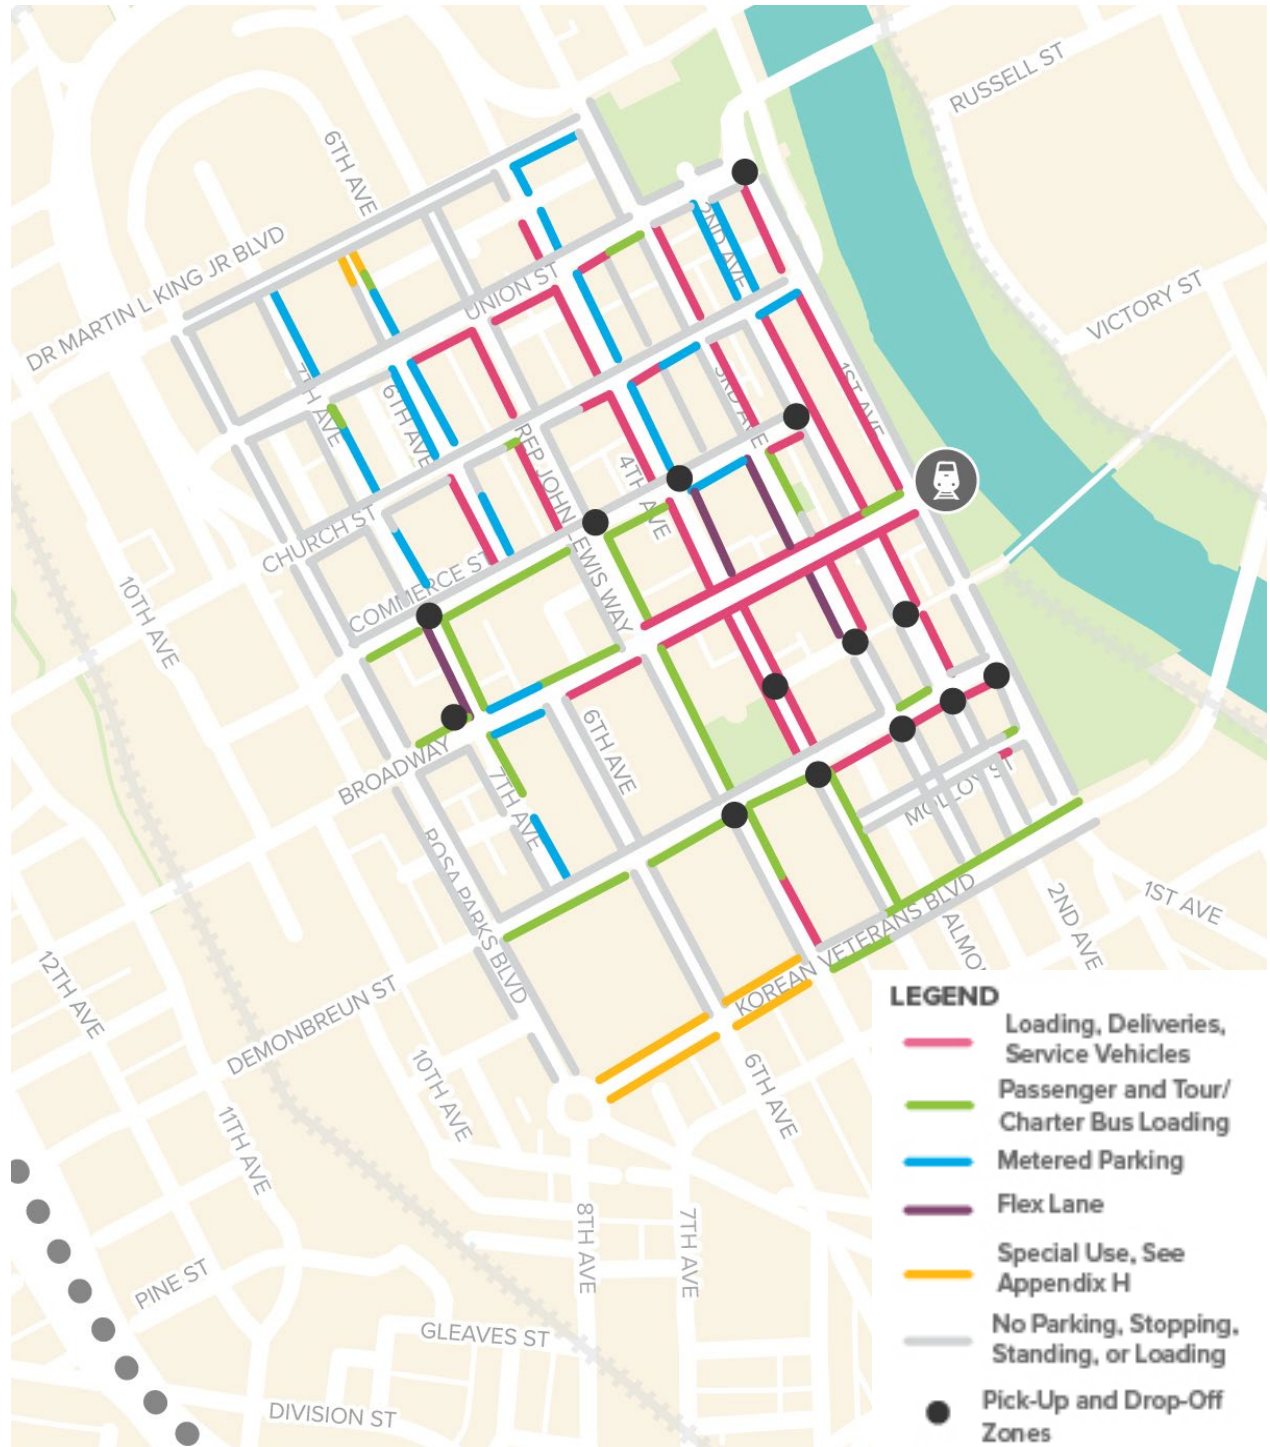 RUSSELL ST
6TH AVE
DR MARTIN L KING JR BLVD
2ND AVE
UNION ST
VICTORY ST
7TH AVE
6TH AVE
3RD AVE
1ST AVE
REP JOHN LEWIS WAY
4TH AVE
CHURCH ST
COMMERCE ST
10TH AVE
BROADWAY
6TH AVE
7TH AVE
MOLLOY ST
ROSA PARKS BLVD
KOREAN VETERANS BLVD
1ST AVE
2ND AVE
12TH AVE
DEMONBREUN ST
10TH AVE
6TH AVE
11TH AVE
8TH AVE
7TH AVE
PINE ST
GLEAVES ST
DIVISION ST
LEGEND
Loading, Deliveries,
Service Vehicles
Passenger and Tour/
Charter Bus Loading
Metered Parking
Flex Lane
Special Use, See
Appendix H
No Parking, Stopping,
Standing, or Loading
Pick-Up and Drop-Off
Zones